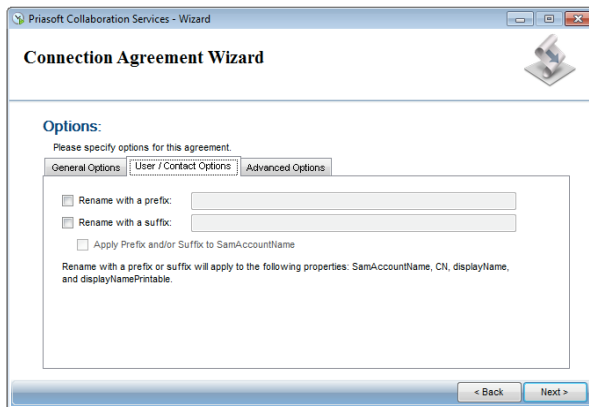 Priasoft Collaboration Services - Wizard
Connection Agreement Wizard
Options:
Please specify options for this agreement.
General Options User / Contact Options Advanced Options
Rename with a prefix:
Rename with a suffix:
Apply Prefix and/or Suffix to SamAccountName
Rename with a prefix or suffix will apply to the following properties: SamAccountName, CN, displayName,
and displayNamePrintable.
< Back Next >